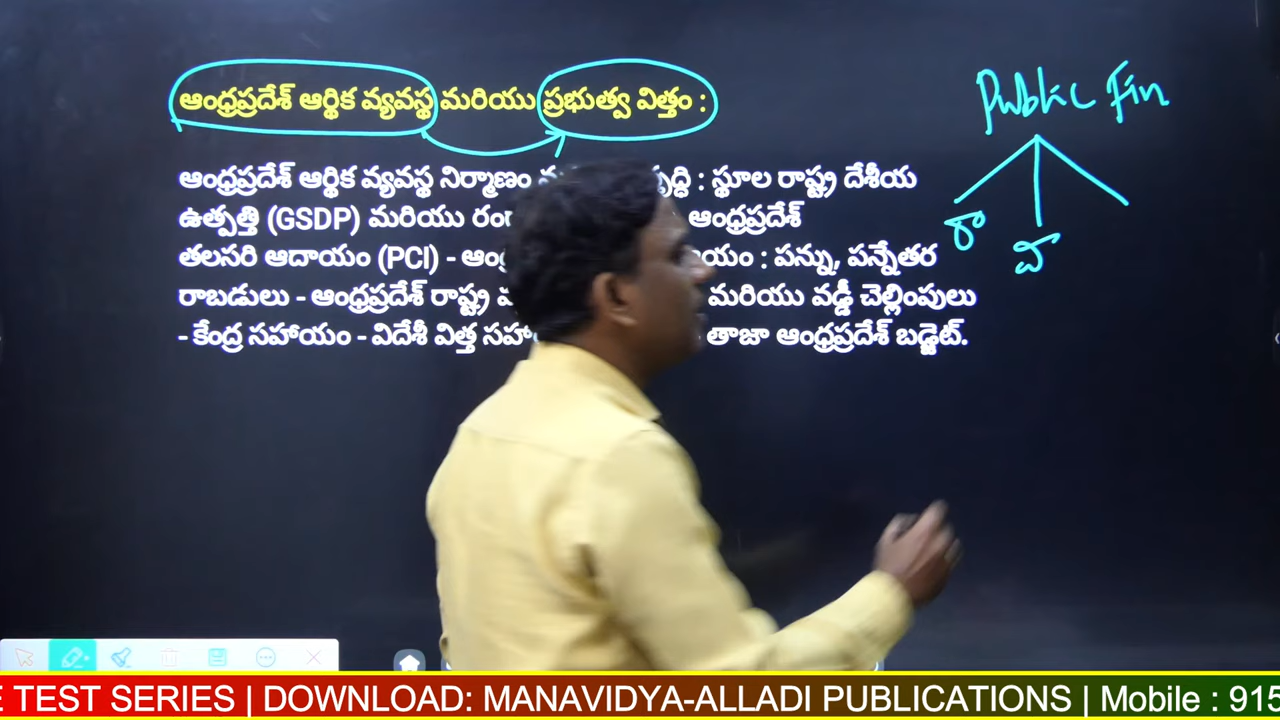 ఆంధ్రప్రదేశ్ ఆర్థిక వ్యవస్థ మరియు ప్రభుత్వ విత్తం :
Public Fin
ఆంధ్రప్రదేశ్ ఆర్థిక వ్యవస్థ నిర్మాణం : స్థూల రాష్ట్ర దేశీయ
ఉత్పత్తి (GSDP) మరియు ఆంధ్రప్రదేశ్
రా
వి
తలసరి ఆదాయం (PCI) - : పన్ను, పన్నేతర
రాబడులు - ఆంధ్రప్రదేశ్ రాష్ట్ర మరియు వడ్డీ చెల్లింపులు
- కేంద్ర సహాయం - విదేశీ విత్త తాజా ఆంధ్రప్రదేశ్ బడ్జెట్.
E TEST SERIES | DOWNLOAD: MANAVIDYA-ALLADI PUBLICATIONS | Mobile : 915